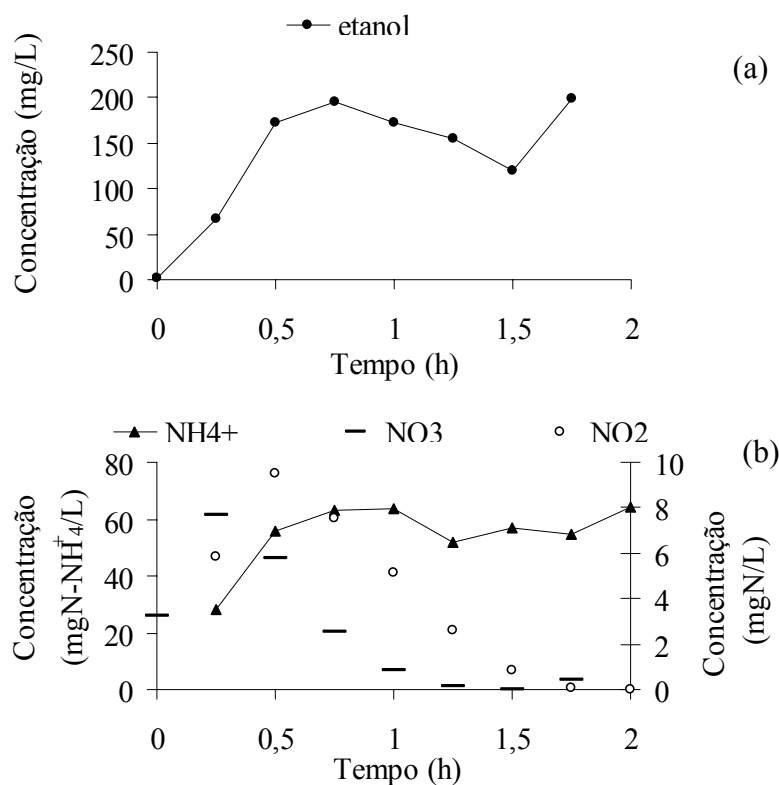 etanol
(a)
Concentração (mg/L)
250
200
150
100
50
0
0 0,5 1 1,5 2
Tempo (h)
NH4+ NO3 NO2
(b)
Concentração
(mgN-NH4+/L)
80
60
40
20
0
10
8
6
4
2
0
Concentração
(mgN/L)
0 0,5 1 1,5 2
Tempo (h)